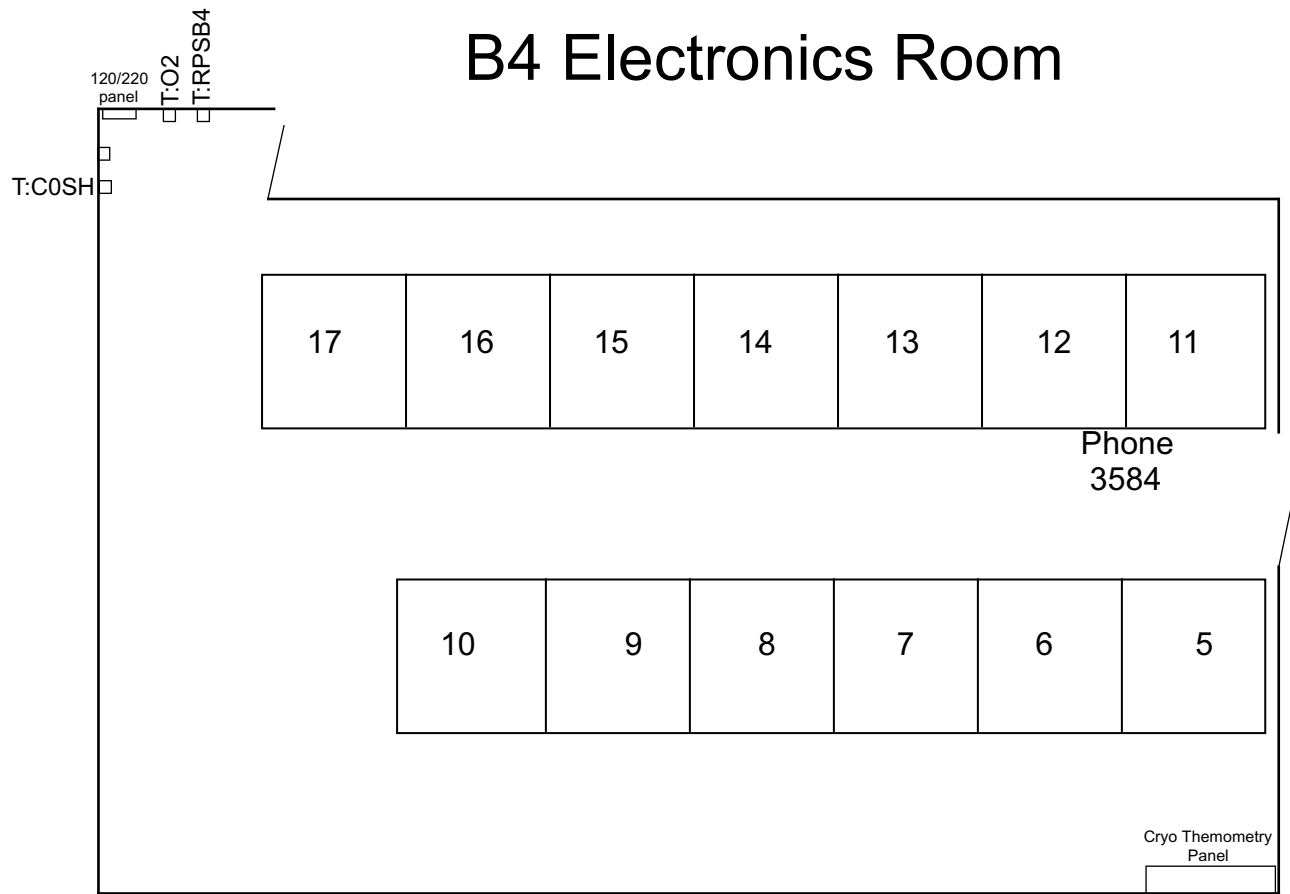 B4 Electronics Room
120/220
panel
T:O2
T:RPSB4
T:C0SH
17
16
15
14
13
12
11
Phone
3584
10
9
8
7
6
5
Cryo Themometry
Panel